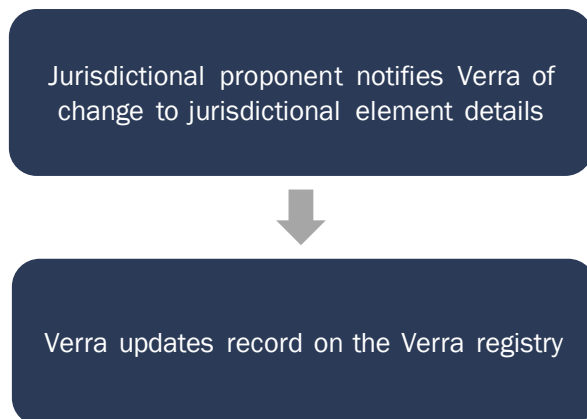 Jurisdictional proponent notifies Verra of
change to jurisdictional element details
Verra updates record on the Verra registry